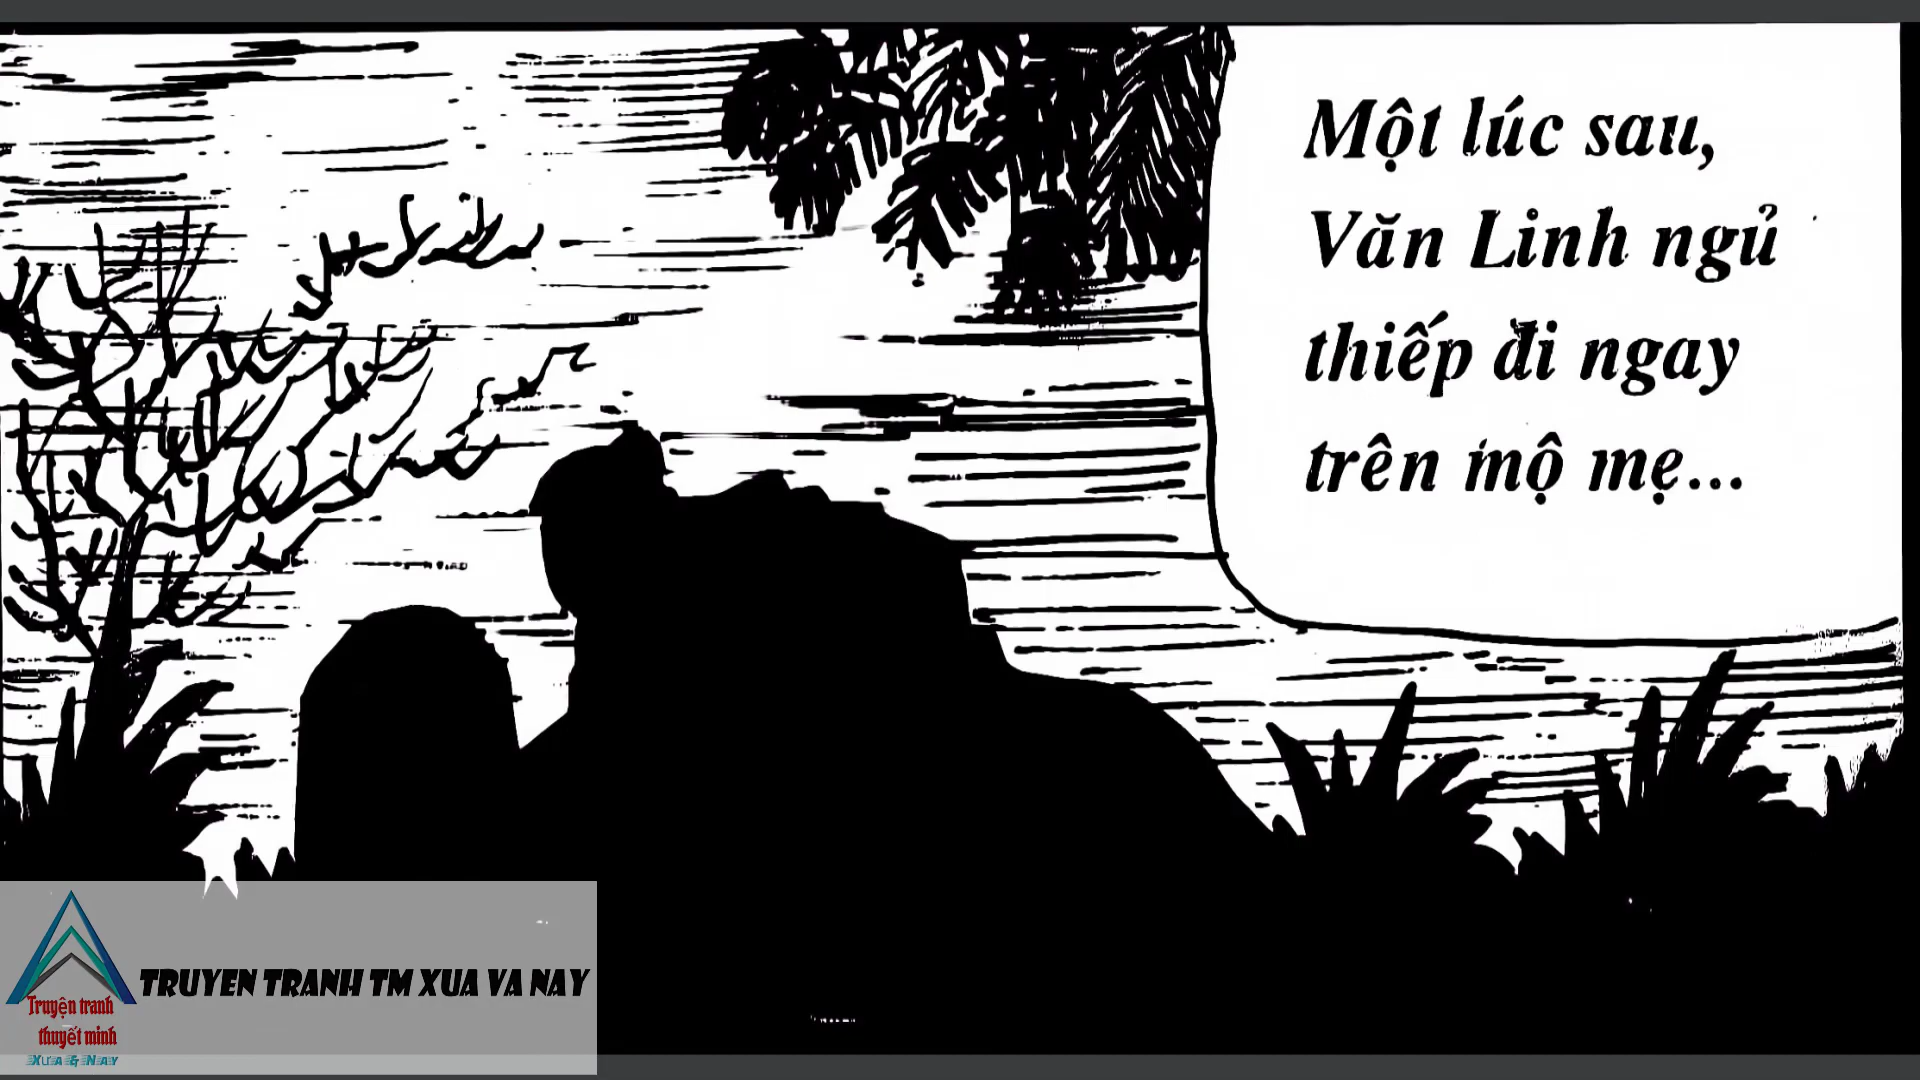 Một lúc sau,
Văn Linh ngủ
thiếp đi ngay
trên mộ mẹ...
TRUYEN TRANH TM XUA VA NAY
Truyện tranh
thuyết minh
XƯA & NAY